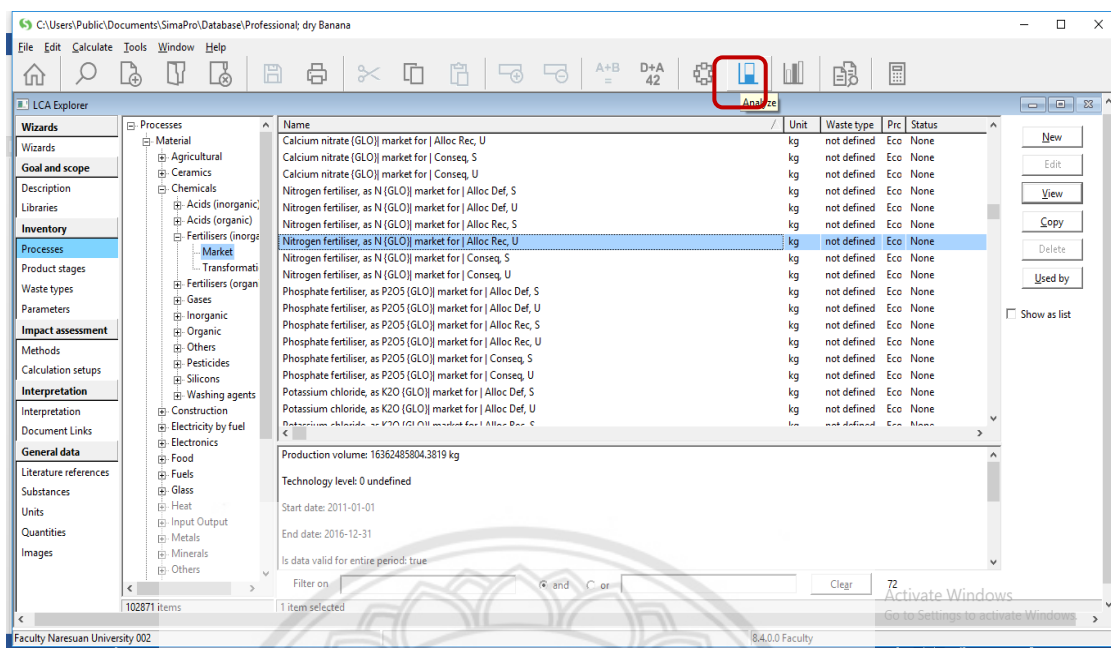 C:\Users\Public\Documents\SimaPro\Database\Professional; dry Banana
File Edit Calculate Tools Window Help
A+B
=
D+A
42
Analyze
LCA Explorer
Wizards
Wizards
Goal and scope
Description
Libraries
Inventory
Processes
Product stages
Waste types
Parameters
Impact assessment
Methods
Calculation setups
Interpretation
Interpretation
Document Links
General data
Literature references
Substances
Units
Quantities
Images
Processes
Material
Agricultural
Ceramics
Chemicals
Acids (inorganic)
Acids (organic)
Fertilisers (inorga
Market
Transformati
Fertilisers (organ
Gases
Inorganic
Organic
Others
Pesticides
Silicons
Washing agents
Construction
Electricity by fuel
Electronics
Food
Fuels
Glass
Heat
Input Output
Metals
Minerals
Others
102871 items
Name / Unit Waste type Prc Status
Calcium nitrate {GLO}| market for | Alloc Rec, U kg not defined Eco None
Calcium nitrate {GLO}| market for | Conseq, S kg not defined Eco None
Calcium nitrate {GLO}| market for | Conseq, U kg not defined Eco None
Nitrogen fertiliser, as N {GLO}| market for | Alloc Def, S kg not defined Eco None
Nitrogen fertiliser, as N {GLO}| market for | Alloc Def, U kg not defined Eco None
Nitrogen fertiliser, as N {GLO}| market for | Alloc Rec, S kg not defined Eco None
Nitrogen fertiliser, as N {GLO}| market for | Alloc Rec, U kg not defined Eco None
Nitrogen fertiliser, as N {GLO}| market for | Conseq, S kg not defined Eco None
Nitrogen fertiliser, as N {GLO}| market for | Conseq, U kg not defined Eco None
Phosphate fertiliser, as P2O5 {GLO}| market for | Alloc Def, S kg not defined Eco None
Phosphate fertiliser, as P2O5 {GLO}| market for | Alloc Def, U kg not defined Eco None
Phosphate fertiliser, as P2O5 {GLO}| market for | Alloc Rec, S kg not defined Eco None
Phosphate fertiliser, as P2O5 {GLO}| market for | Alloc Rec, U kg not defined Eco None
Phosphate fertiliser, as P2O5 {GLO}| market for | Conseq, S kg not defined Eco None
Phosphate fertiliser, as P2O5 {GLO}| market for | Conseq, U kg not defined Eco None
Potassium chloride, as K2O {GLO}| market for | Alloc Def, S kg not defined Eco None
Potassium chloride, as K2O {GLO}| market for | Alloc Def, U kg not defined Eco None
Potassium chloride, as K2O {GLO}| market for | Alloc Rec, S kg not defined Eco None
Production volume: 16362485804.3819 kg
Technology level: 0 undefined
Start date: 2011-01-01
End date: 2016-12-31
Is data valid for entire period: true
Filter on and or Clear 72
1 item selected
New
Edit
View
Copy
Delete
Used by
Show as list
Activate Windows
Go to Settings to activate Windows.
Faculty Naresuan University 002 8.4.0.0 Faculty